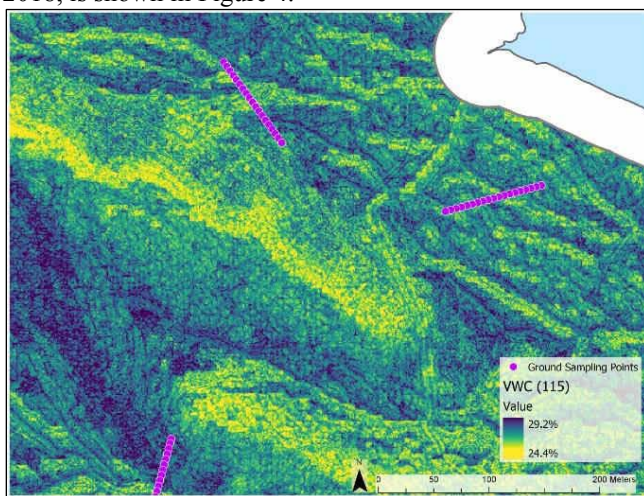 2018, is shown in Figure 4.
Ground Sampling Points
VWC (115)
Value
29.2%
24.4%
N
0 50 100 200 Meters